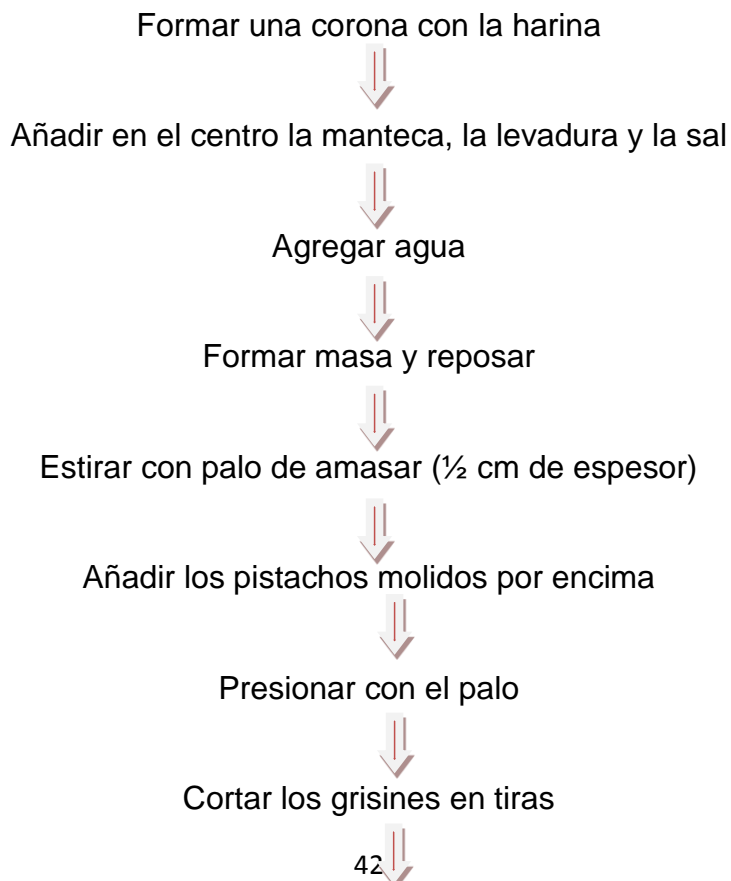 Formar una corona con la harina
Añadir en el centro la manteca, la levadura y la sal
Agregar agua
Formar masa y reposar
Estirar con palo de amasar (½ cm de espesor)
Añadir los pistachos molidos por encima
Presionar con el palo
Cortar los grisines en tiras
42